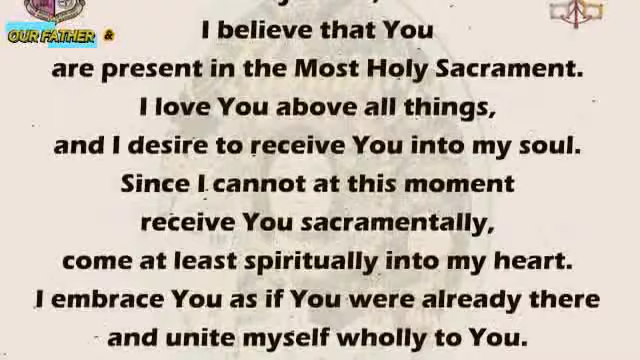 OUR FATHER &
I believe that You
are present in the Most Holy Sacrament.
I love You above all things,
and I desire to receive You into my soul.
Since I cannot at this moment
receive You sacramentally,
come at least spiritually into my heart.
I embrace You as if You were already there
and unite myself wholly to You.